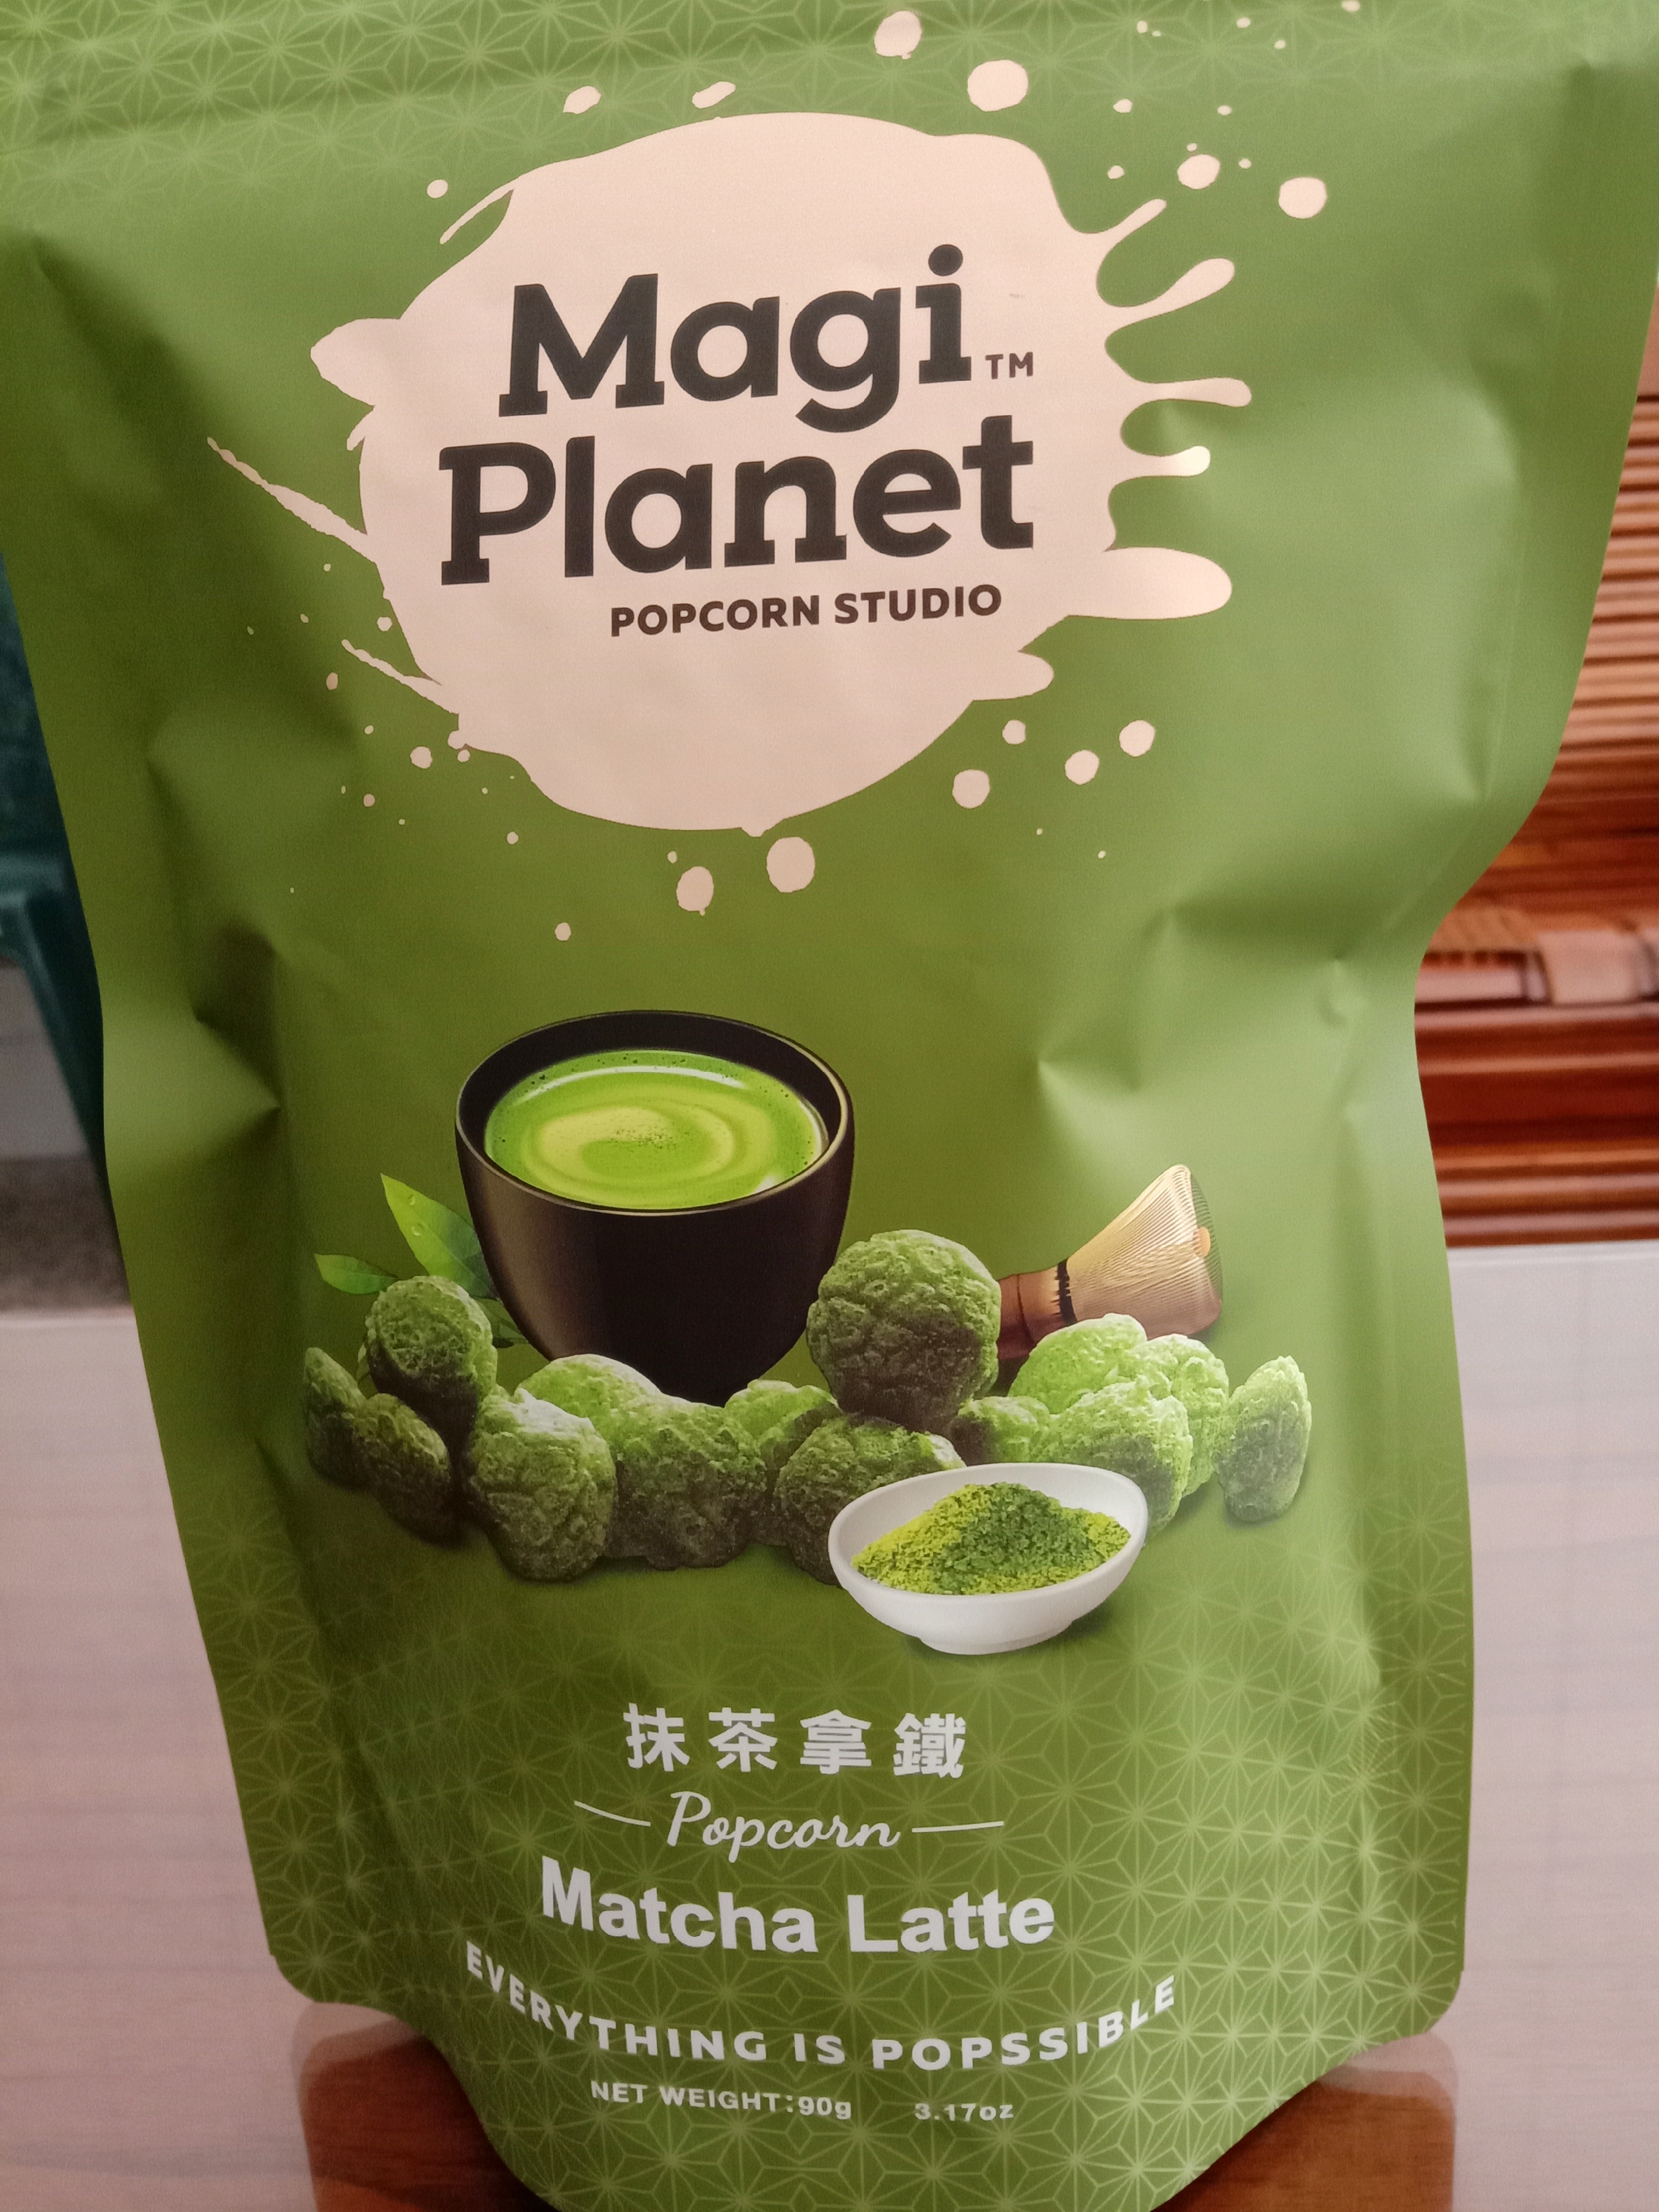 Magi™
Planet
POPCORN STUDIO
抹茶拿鐵
Popcorn
Matcha Latte
EVERYTHING IS POPSSIBLE
NET WEIGHT:90g 3.17oz